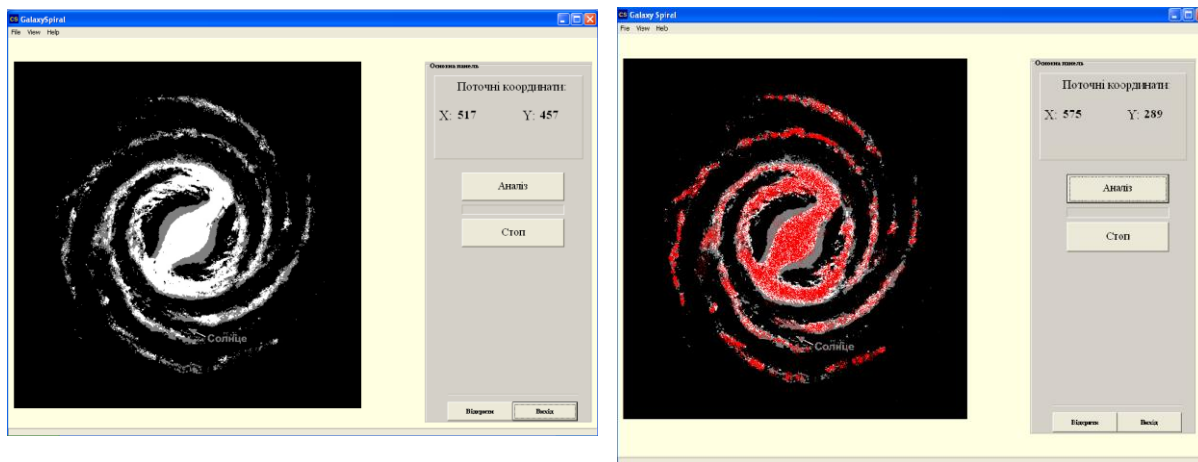 GalaxySpiral
File View Help
Основна панель
Поточні координати:
X: 517 Y: 457
Аналіз
Стоп
Солнце
Відкрити Вихід
Galaxy Spiral
File View Help
Основна панель
Поточні координати:
X: 575 Y: 289
Аналіз
Стоп
Солнце
Відкрити Вихід